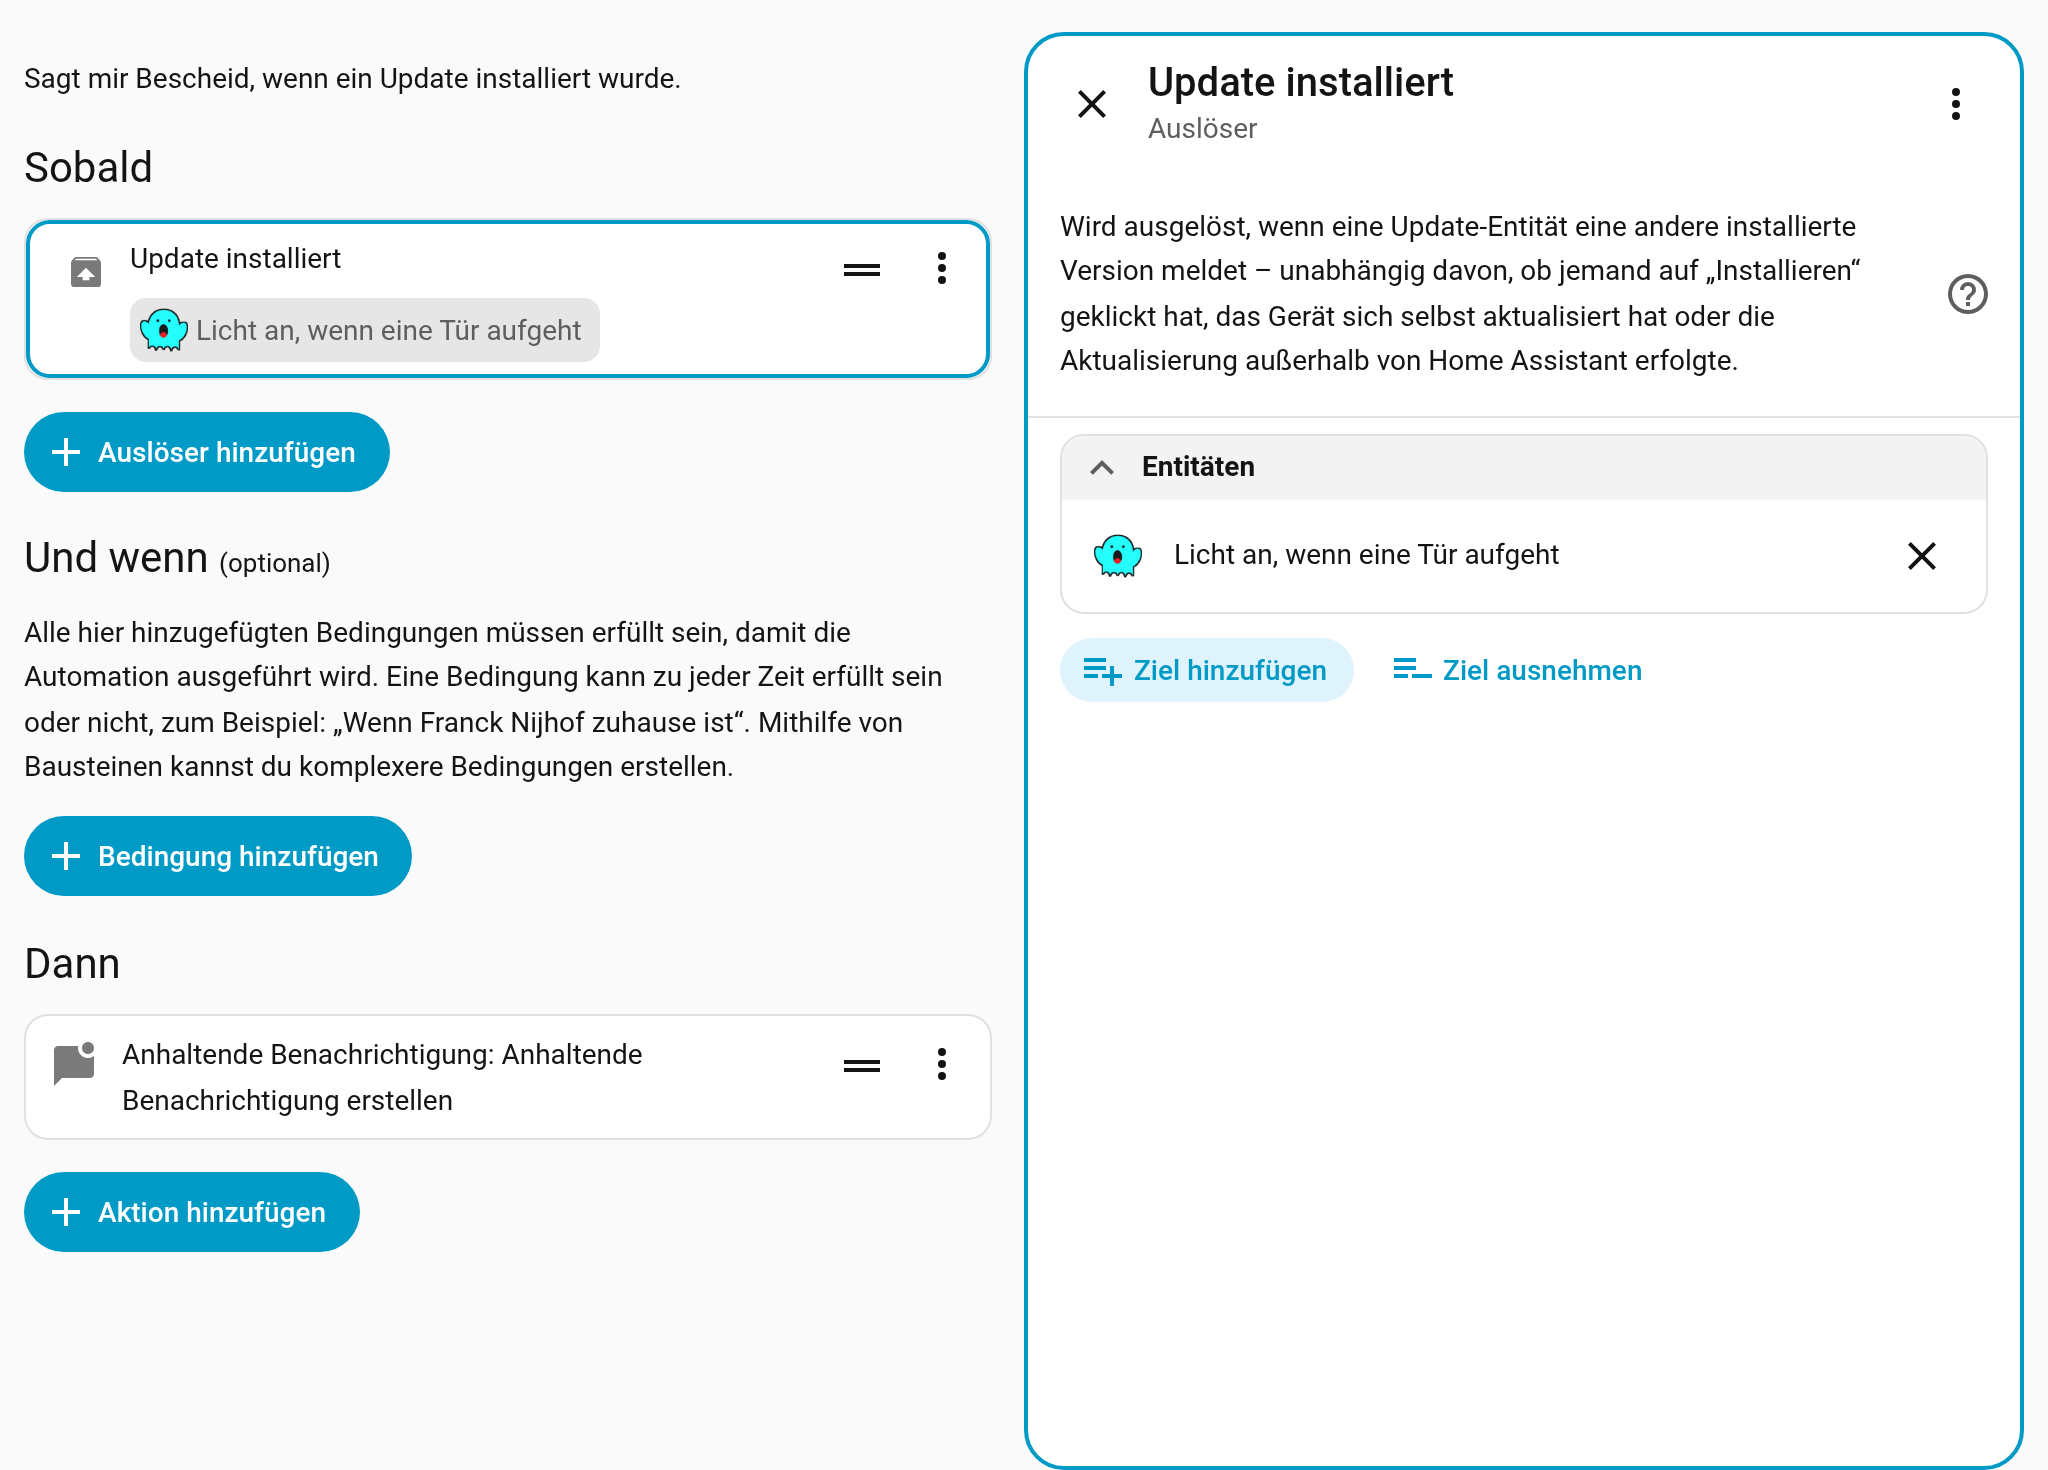 Sagt mir Bescheid, wenn ein Update installiert wurde.
Sobald
Update installiert
Licht an, wenn eine Tür aufgeht
Auslöser hinzufügen
Und wenn (optional)
Alle hier hinzugefügten Bedingungen müssen erfüllt sein, damit die
Automation ausgeführt wird. Eine Bedingung kann zu jeder Zeit erfüllt sein
oder nicht, zum Beispiel: „Wenn Franck Nijhof zuhause ist“. Mithilfe von
Bausteinen kannst du komplexere Bedingungen erstellen.
Bedingung hinzufügen
Dann
Anhaltende Benachrichtigung: Anhaltende
Benachrichtigung erstellen
Aktion hinzufügen
Update installiert
Auslöser
Wird ausgelöst, wenn eine Update-Entität eine andere installierte
Version meldet – unabhängig davon, ob jemand auf „Installieren“
geklickt hat, das Gerät sich selbst aktualisiert hat oder die
Aktualisierung außerhalb von Home Assistant erfolgte.
Entitäten
Licht an, wenn eine Tür aufgeht
Ziel hinzufügen
Ziel ausnehmen